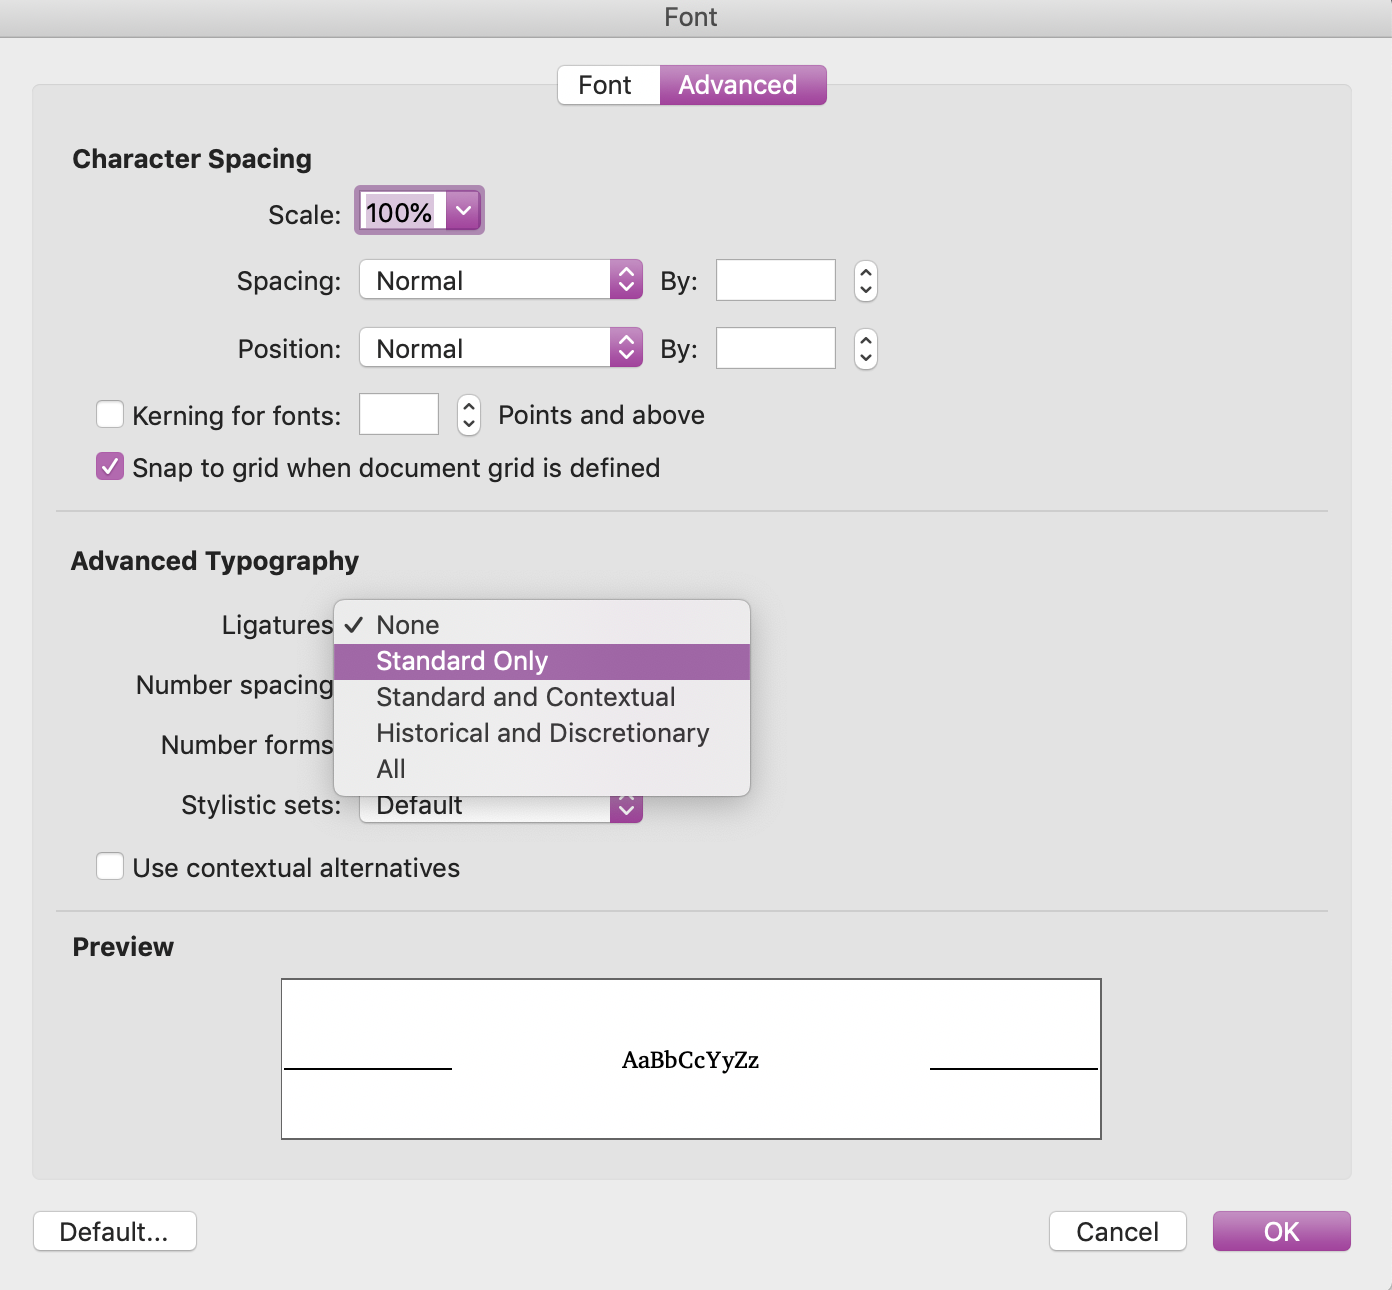 Font
Font Advanced
Character Spacing
Scale: 100%
Spacing: Normal By:
Position: Normal By:
Kerning for fonts: Points and above
Snap to grid when document grid is defined
Advanced Typography
Ligatures ✓ None
Standard Only
Number spacing
Standard and Contextual
Historical and Discretionary
Number forms
All
Stylistic sets: Default
Use contextual alternatives
Preview
AaBbCcYyZz
Default... Cancel OK